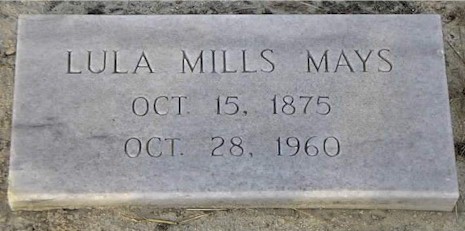 LULA MILLS MAYS
OCT. 15, 1875
OCT. 28, 1960